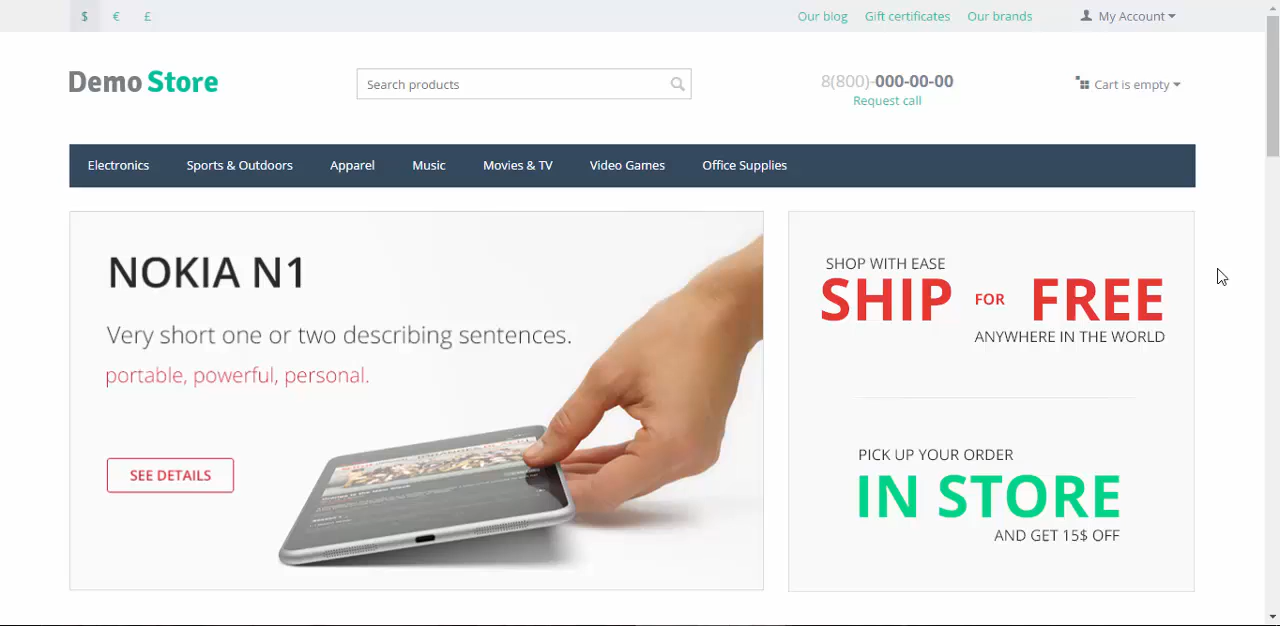 $ € £ Our blog Gift certificates Our brands My Account
Demo Store Search products 8(800)-000-00-00 Cart is empty
Request call
Electronics Sports & Outdoors Apparel Music Movies & TV Video Games Office Supplies
NOKIA N1
Very short one or two describing sentences.
portable, powerful, personal.
SEE DETAILS
SHOP WITH EASE
SHIP FOR FREE
ANYWHERE IN THE WORLD
PICK UP YOUR ORDER
IN STORE
AND GET 15$ OFF